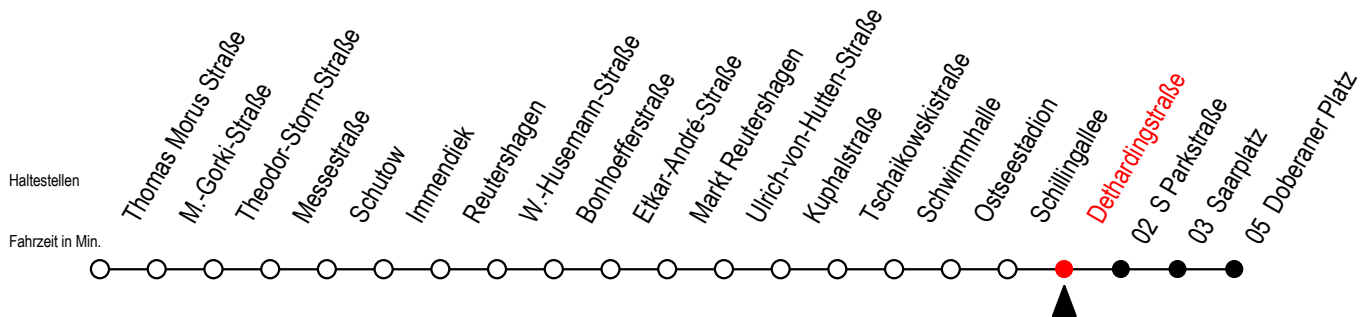 Haltestellen
Fahrzeit in Min.
Thomas Morus Straße
M.-Gorki-Straße
Theodor-Storm-Straße
Messestraße
Schutow
Immendiek
Reutershagen
W.-Husemann-Straße
Bonhoefferstraße
Etkar-André-Straße
Markt Reutershagen
Ulrich-von-Hutten-Straße
Kuphalstraße
Tschaikowskistraße
Schwimmhalle
Ostseestadion
Schillingallee
Dethardingstraße
02 S Parkstraße
03 Saarplatz
05 Doberaner Platz